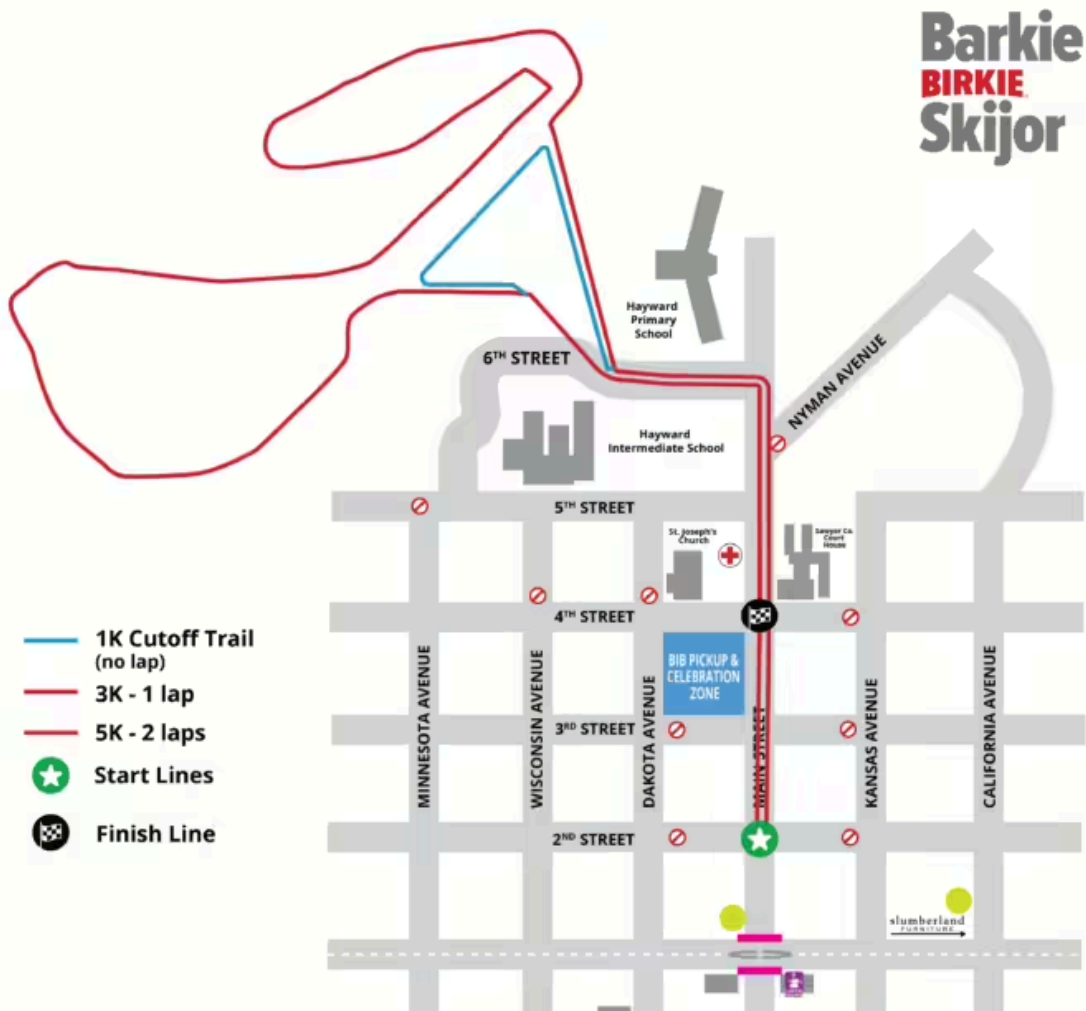 Barkie
BIRKIE
Skijor
Hayward
Primary
School
6TH STREET
NYMAN AVENUE
Hayward
Intermediate School
5TH STREET
St. Joseph's
Church
Sawyer Co.
Court
House
4TH STREET
BIB PICKUP &
CELEBRATION
ZONE
1K Cutoff Trail
(no lap)
3K - 1 lap
5K - 2 laps
Start Lines
Finish Line
MINNESOTA AVENUE
WISCONSIN AVENUE
DAKOTA AVENUE
MAIN STREET
KANSAS AVENUE
CALIFORNIA AVENUE
3RD STREET
2ND STREET
slumberland
FURNITURE